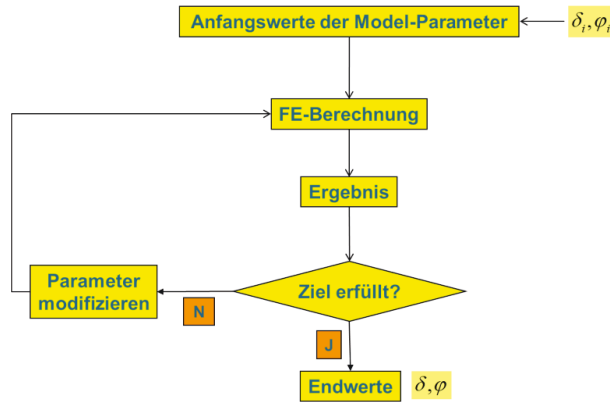 Anfangswerte der Model-Parameter
δᵢ,φᵢ
FE-Berechnung
Ergebnis
Parameter
modifizieren
Ziel erfüllt?
N
J
Endwerte
δ,φ